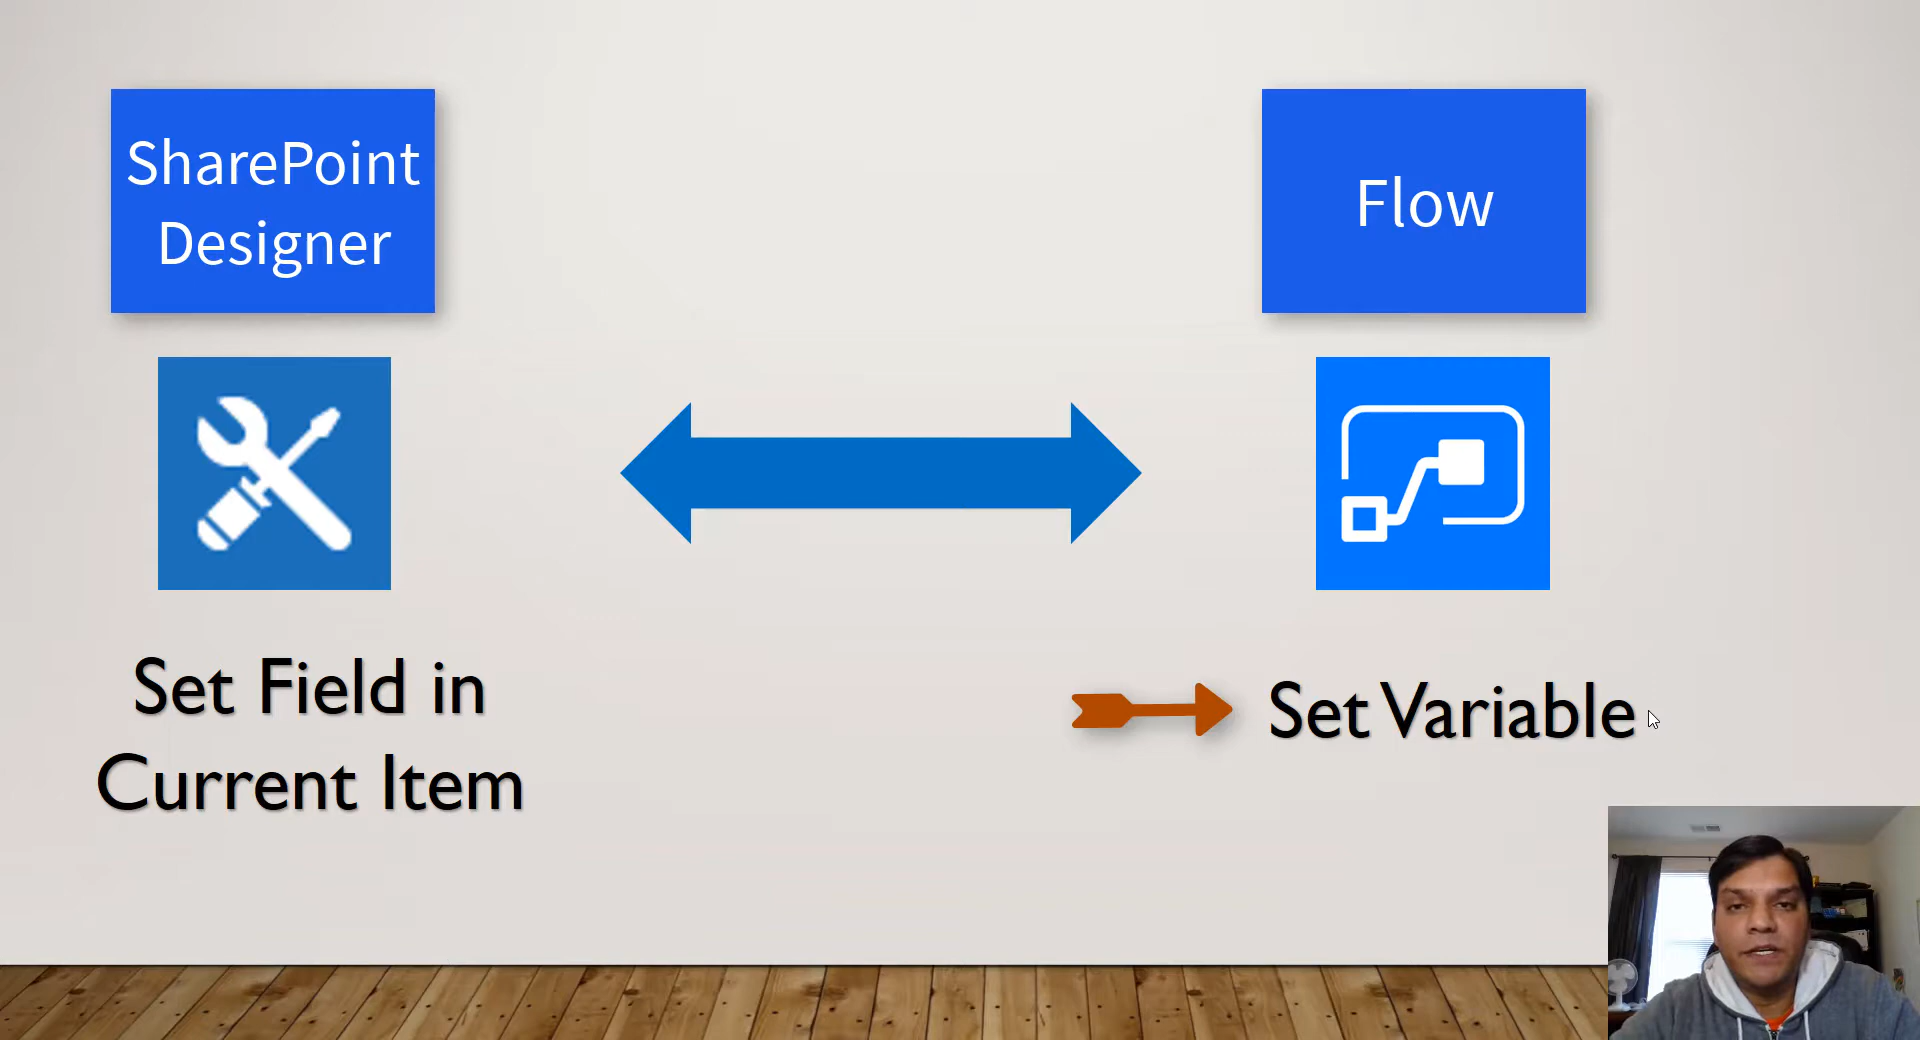 SharePoint
Designer
Flow
Set Field in
Current Item
Set Variable